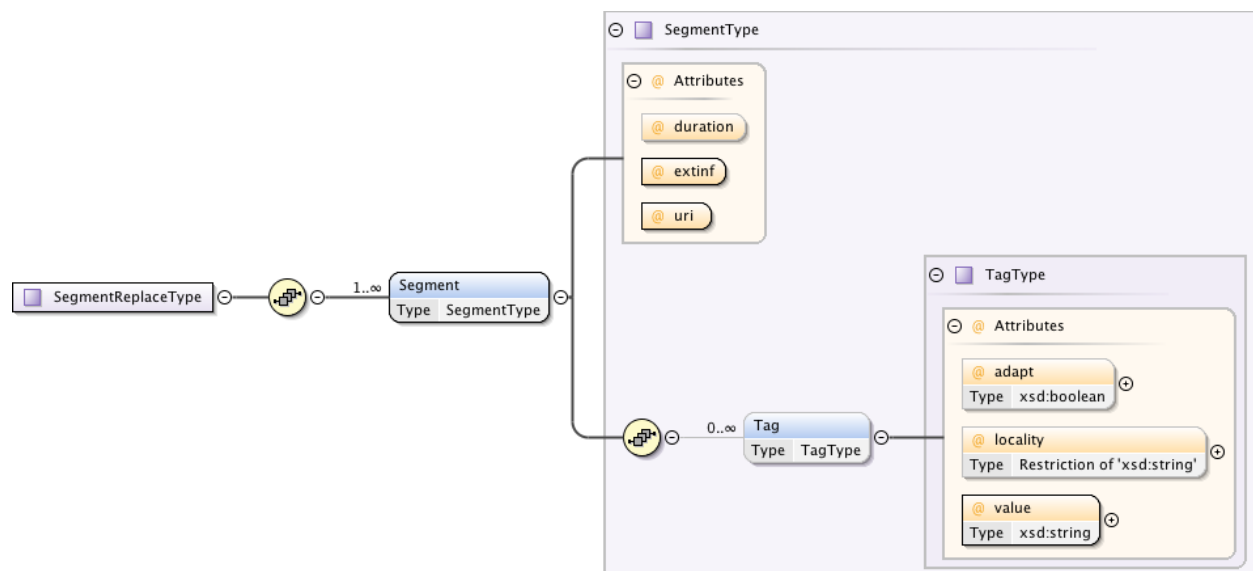 SegmentType
@ Attributes
@ duration
@ extinf
@ uri
SegmentReplaceType
1..∞
Segment
Type SegmentType
TagType
@ Attributes
@ adapt
Type xsd:boolean
0..∞
Tag
Type TagType
@ locality
Type Restriction of 'xsd:string'
@ value
Type xsd:string